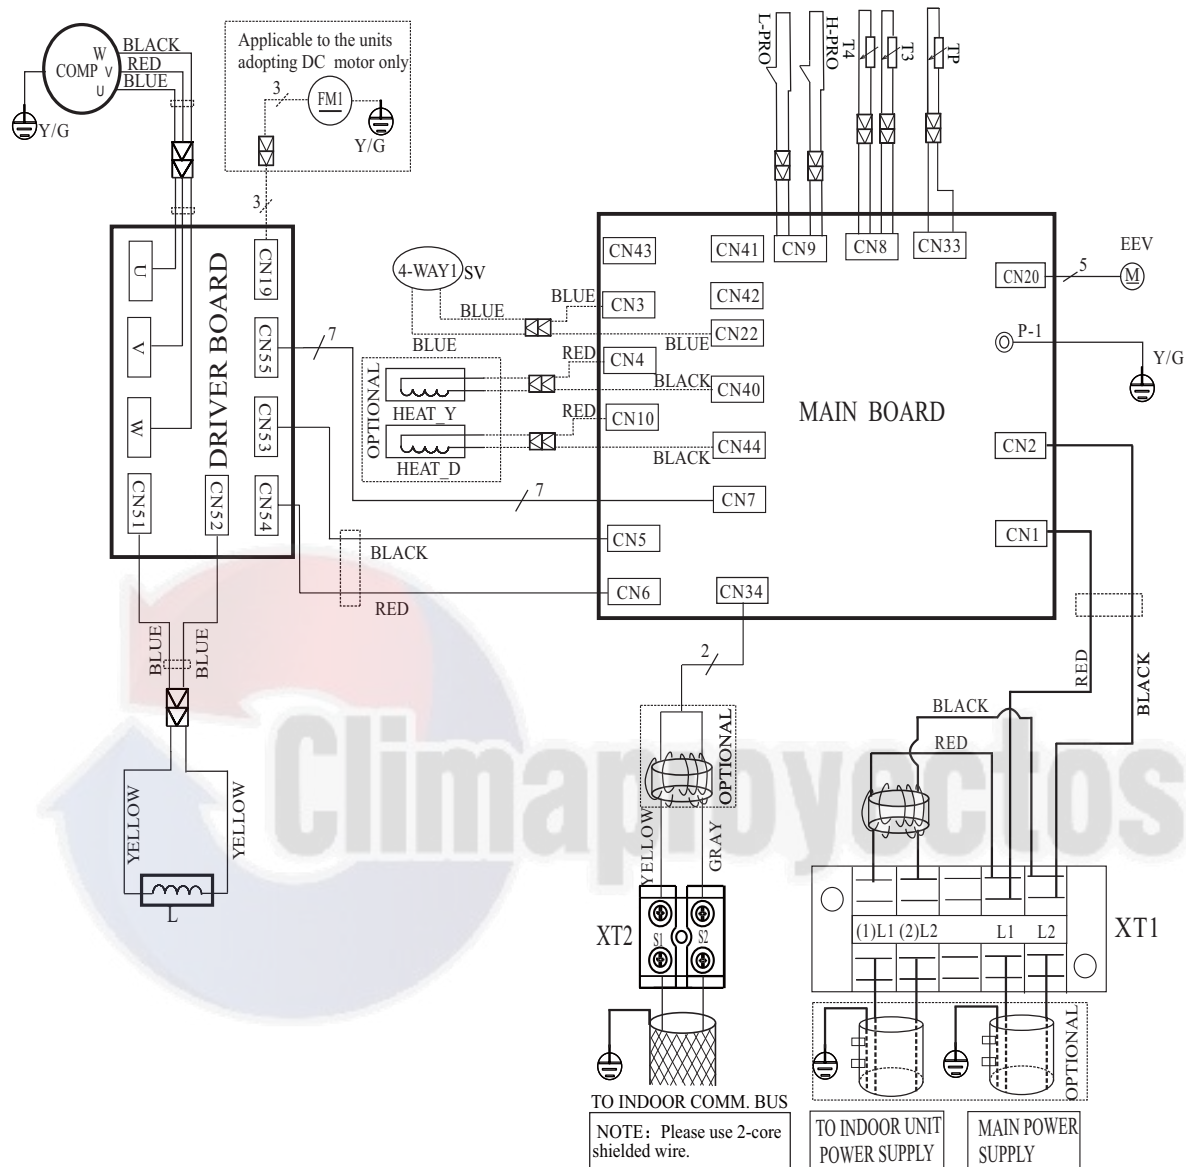 W
BLACK
COMP V
RED
U
BLUE
Y/G
Applicable to the units
adopting DC motor only
3
FM1
Y/G
3
L-PRO
H-PRO
T4
T3
TP
DRIVER BOARD
U
V
W
CN19
CN55
CN53
CN54
CN51
CN52
7
4-WAY1 SV
BLUE
BLUE
BLUE
BLUE
OPTIONAL
HEAT_Y
HEAT_D
RED
BLACK
RED
BLACK
7
MAIN BOARD
CN43
CN41
CN9
CN8
CN33
CN3
CN42
CN22
CN4
CN40
CN10
CN44
CN7
CN5
CN6
CN34
CN20
5
EEV
M
P-1
Y/G
CN2
CN1
BLACK
RED
BLUE
BLUE
YELLOW
YELLOW
L
2
OPTIONAL
YELLOW
GRAY
XT2
S1
S2
TO INDOOR COMM. BUS
NOTE: Please use 2-core
shielded wire.
RED
BLACK
BLACK
RED
(1)L1
(2)L2
L1
L2
XT1
OPTIONAL
TO INDOOR UNIT
POWER SUPPLY
MAIN POWER
SUPPLY
Climaproyectos